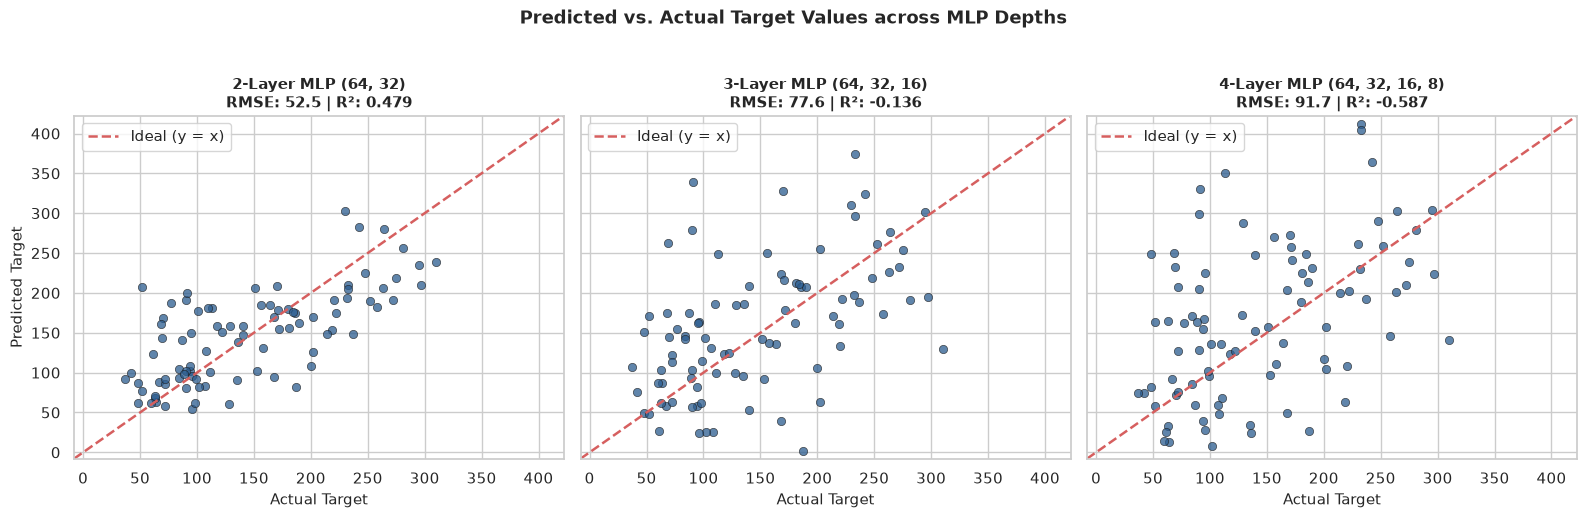 Predicted vs. Actual Target Values across MLP Depths
2-Layer MLP (64, 32)
RMSE: 52.5 | R²: 0.479
Ideal (y = x)
Predicted Target
400
350
300
250
200
150
100
50
0
0 50 100 150 200 250 300 350 400
Actual Target
3-Layer MLP (64, 32, 16)
RMSE: 77.6 | R²: -0.136
Ideal (y = x)
0 50 100 150 200 250 300 350 400
Actual Target
4-Layer MLP (64, 32, 16, 8)
RMSE: 91.7 | R²: -0.587
Ideal (y = x)
0 50 100 150 200 250 300 350 400
Actual Target